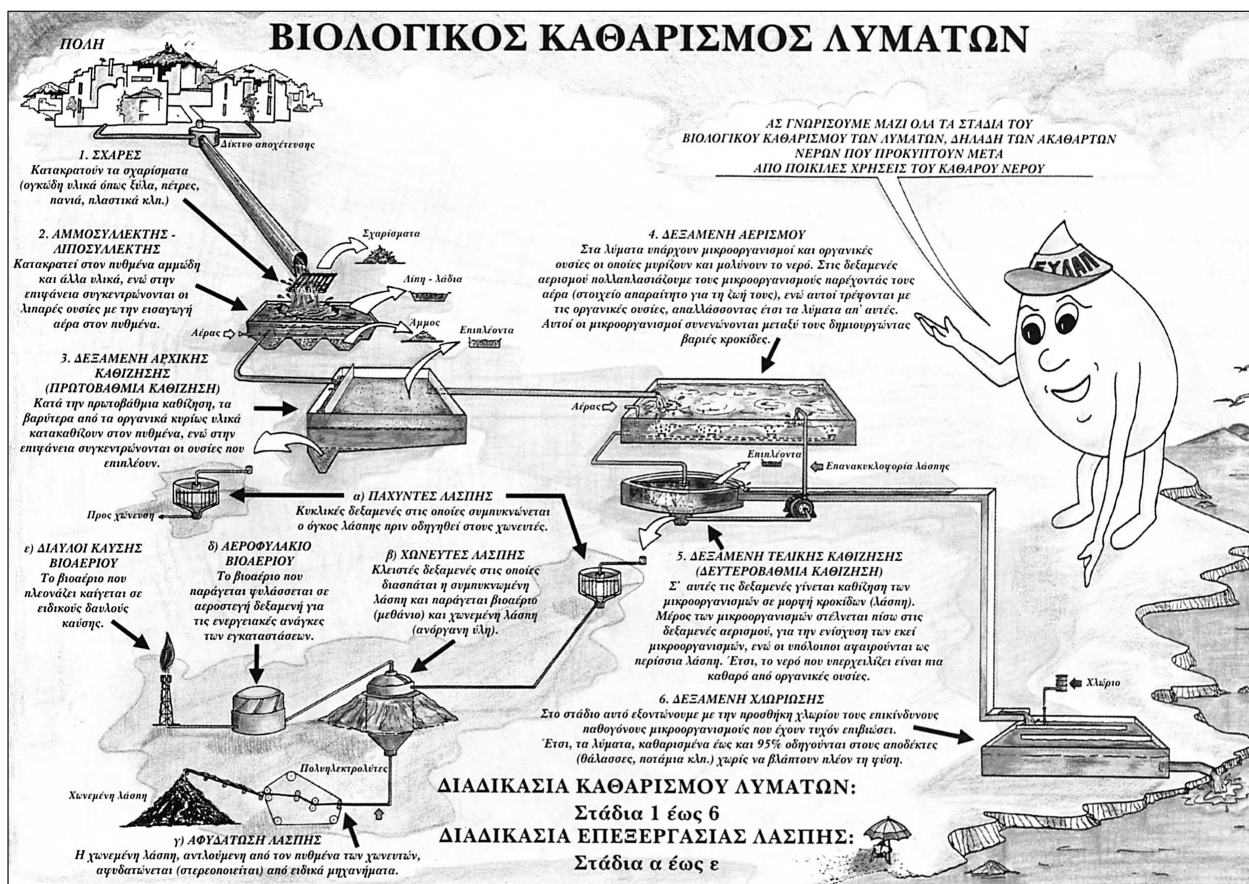 ΒΙΟΛΟΓΙΚΟΣ ΚΑΘΑΡΙΣΜΟΣ ΛΥΜΑΤΩΝ
ΠΟΛΗ
Δίκτυο αποχέτευσης
ΑΣ ΓΝΩΡΙΣΟΥΜΕ ΜΑΖΙ ΟΛΑ ΤΑ ΣΤΑΔΙΑ ΤΟΥ
ΒΙΟΛΟΓΙΚΟΥ ΚΑΘΑΡΙΣΜΟΥ ΤΩΝ ΛΥΜΑΤΩΝ, ΔΗΛΑΔΗ ΤΩΝ ΑΚΑΘΑΡΤΩΝ
ΝΕΡΩΝ ΠΟΥ ΠΡΟΚΥΠΤΟΥΝ ΜΕΤΑ
ΑΠΟ ΠΟΙΚΙΛΕΣ ΧΡΗΣΕΙΣ ΤΟΥ ΚΑΘΑΡΟΥ ΝΕΡΟΥ
ΕΥΔΑΠ
1. ΣΧΑΡΕΣ
Κατακρατούν τα σχαρίσματα
(ογκώδη υλικά όπως ξύλα, πέτρες,
πανιά, πλαστικά κλπ.)
2. ΑΜΜΟΣΥΛΛΕΚΤΗΣ -
ΛΙΠΟΣΥΛΛΕΚΤΗΣ
Κατακρατεί στον πυθμένα αμμώδη
και άλλα υλικά, ενώ στην
επιφάνεια συγκεντρώνονται οι
λιπαρές ουσίες με την εισαγωγή
αέρα στον πυθμένα.
Σχαρίσματα
Λίπη - λάδια
Άμμος
Επιπλέοντα
Αέρας
3. ΔΕΞΑΜΕΝΗ ΑΡΧΙΚΗΣ
ΚΑΘΙΖΗΣΗΣ
(ΠΡΩΤΟΒΑΘΜΙΑ ΚΑΘΙΖΗΣΗ)
Κατά την πρωτοβάθμια καθίζηση, τα
βαρύτερα από τα οργανικά κυρίως υλικά
κατακαθίζουν στον πυθμένα, ενώ στην
επιφάνεια συγκεντρώνονται οι ουσίες που
επιπλέουν.
4. ΔΕΞΑΜΕΝΗ ΑΕΡΙΣΜΟΥ
Στα λύματα υπάρχουν μικροοργανισμοί και οργανικές
ουσίες οι οποίες μυρίζουν και μολύνουν το νερό. Στις δεξαμενές
αερισμού πολλαπλασιάζουμε τους μικροοργανισμούς παρέχοντάς τους
αέρα (στοιχείο απαραίτητο για τη ζωή τους), ενώ αυτοί τρέφονται με
τις οργανικές ουσίες, απαλλάσσοντας έτσι τα λύματα απ' αυτές.
Αυτοί οι μικροοργανισμοί συνενώνονται μεταξύ τους δημιουργώντας
βαριές κροκίδες.
Αέρας
Επιπλέοντα
Επανακυκλοφορία λάσπης
Προς χώνευση
α) ΠΑΧΥΝΤΕΣ ΛΑΣΠΗΣ
Κυκλικές δεξαμενές στις οποίες συμπυκνώνεται
ο όγκος λάσπης πριν οδηγηθεί στους χωνευτές.
ε) ΔΙΑΥΛΟΙ ΚΑΥΣΗΣ
ΒΙΟΑΕΡΙΟΥ
Το βιοαέριο που
πλεονάζει καίγεται σε
ειδικούς δαυλούς
καύσης.
δ) ΑΕΡΟΦΥΛΑΚΙΟ
ΒΙΟΑΕΡΙΟΥ
Το βιοαέριο που
παράγεται φυλάσσεται σε
αεροστεγή δεξαμενή για
τις ενεργειακές ανάγκες
των εγκαταστάσεων.
β) ΧΩΝΕΥΤΕΣ ΛΑΣΠΗΣ
Κλειστές δεξαμενές στις οποίες
διασπάται η συμπυκνωμένη
λάσπη και παράγεται βιοαέριο
(μεθάνιο) και χωνεμένη λάσπη
(ανόργανη ύλη).
5. ΔΕΞΑΜΕΝΗ ΤΕΛΙΚΗΣ ΚΑΘΙΖΗΣΗΣ
(ΔΕΥΤΕΡΟΒΑΘΜΙΑ ΚΑΘΙΖΗΣΗ)
Σ' αυτές τις δεξαμενές γίνεται καθίζηση των
μικροοργανισμών σε μορφή κροκίδων (λάσπη).
Μέρος των μικροοργανισμών στέλνεται πίσω στις
δεξαμενές αερισμού, για την ενίσχυση των εκεί
μικροοργανισμών, ενώ οι υπόλοιποι αφαιρούνται ως
περίσσια λάσπη. Έτσι, το νερό που υπερχειλίζει είναι πια
καθαρό από οργανικές ουσίες.
6. ΔΕΞΑΜΕΝΗ ΧΛΩΡΙΩΣΗΣ
Στο στάδιο αυτό εξοντώνουμε με την προσθήκη χλωρίου τους επικίνδυνους
παθογόνους μικροοργανισμούς που έχουν τυχόν επιβιώσει.
Έτσι, τα λύματα, καθαρισμένα έως και 95% οδηγούνται στους αποδέκτες
(θάλασσες, ποτάμια κλπ.) χωρίς να βλάπτουν πλέον τη φύση.
Χλώριο
Πολυηλεκτρολύτες
Χωνεμένη λάσπη
γ) ΑΦΥΔΑΤΩΣΗ ΛΑΣΠΗΣ
Η χωνεμένη λάσπη, αντλούμενη από τον πυθμένα των χωνευτών,
αφυδατώνεται (στερεοποιείται) από ειδικά μηχανήματα.
ΔΙΑΔΙΚΑΣΙΑ ΚΑΘΑΡΙΣΜΟΥ ΛΥΜΑΤΩΝ:
Στάδια 1 έως 6
ΔΙΑΔΙΚΑΣΙΑ ΕΠΕΞΕΡΓΑΣΙΑΣ ΛΑΣΠΗΣ:
Στάδια α έως ε